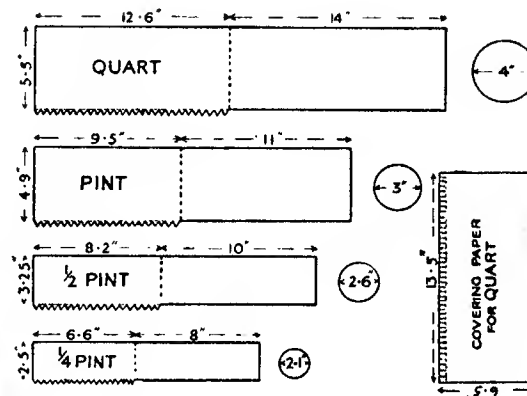 12·6" 14"
5·5"
QUART
4"
9·5" 11"
4·9"
PINT
3"
8·2" 10"
3·25"
½ PINT
2·6"
6·6" 8"
2·5"
¼ PINT
2·1"
13·5"
COVERING PAPER
FOR QUART
5·9